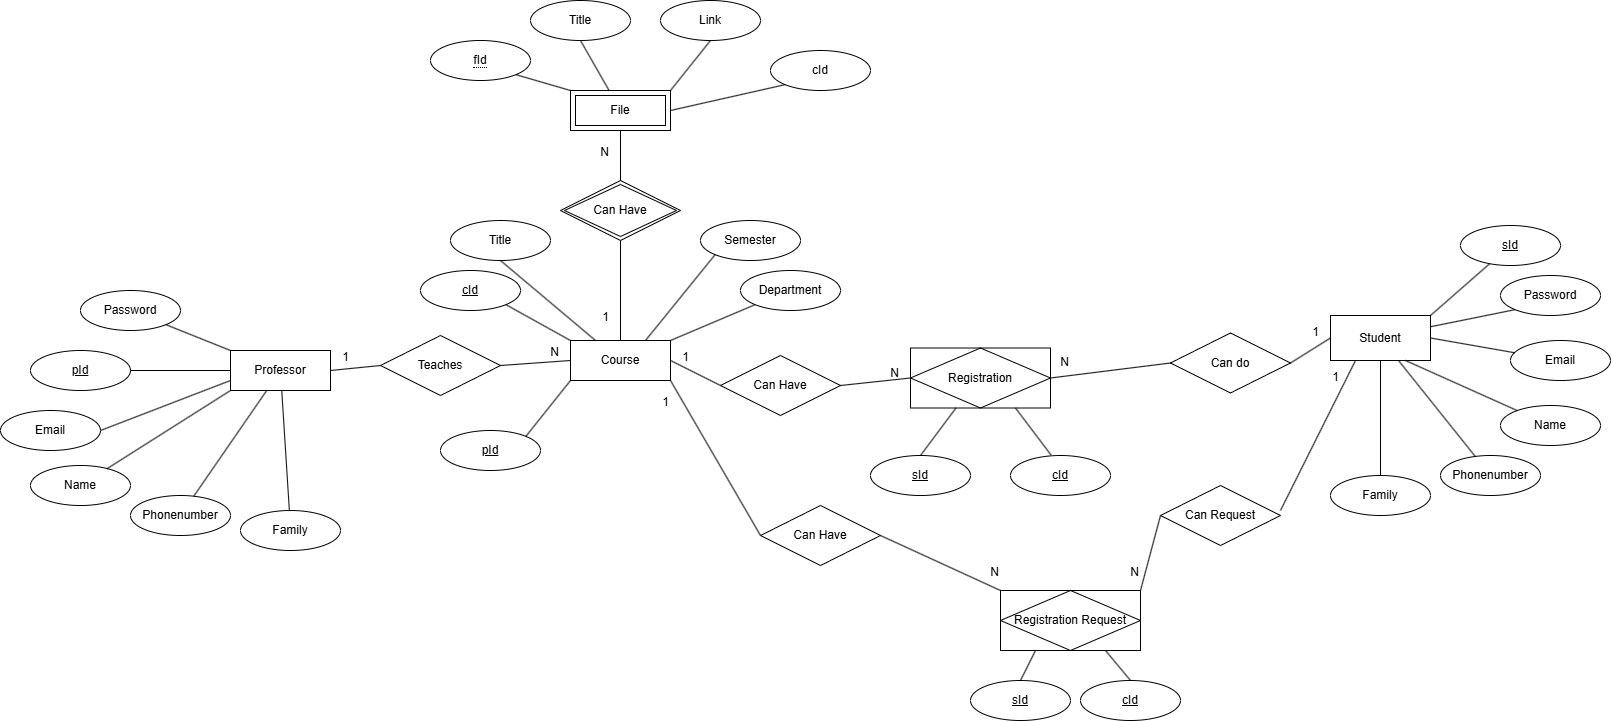 Title
Link
fId
cId
File
N
Can Have
Title
Semester
sId
cId
Department
Password
Password
1
1
Student
N
Course
1
1
Professor
Teaches
pId
Can Have
N
Registration
N
Can do
Email
1
1
Email
Name
pId
sId
cId
Phonenumber
Name
Family
Phonenumber
Can Request
Family
Can Have
N
N
Registration Request
sId
cId